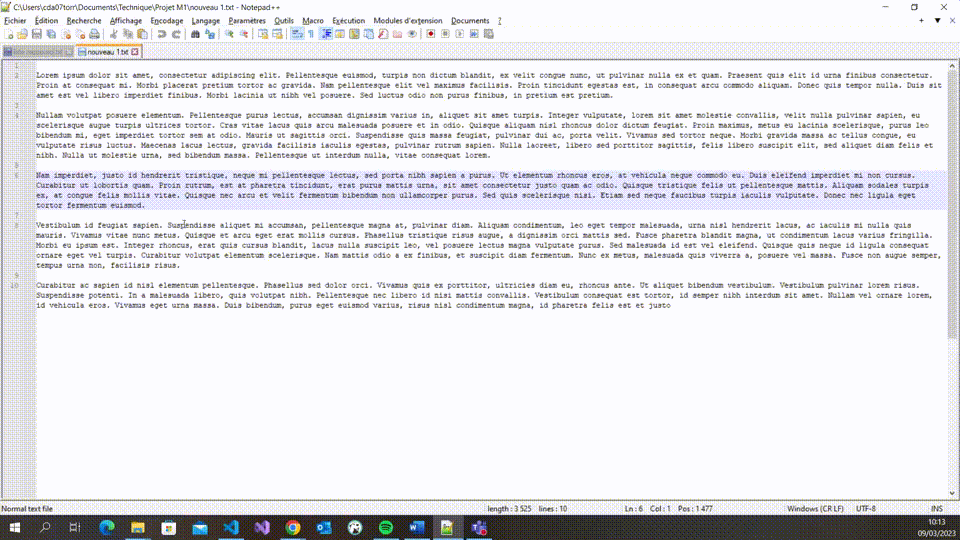 C:\Users\cda07torr\Documents\Technique\Projet M1\nouveau 1.txt - Notepad++
Fichier Édition Recherche Affichage Encodage Langage Paramètres Outils Macro Exécution Modules d'extension Documents ?
nouveau 1.txt
1
2 Lorem ipsum dolor sit amet, consectetur adipiscing elit. Pellentesque euismod, turpis non dictum blandit, ex velit congue nunc, ut pulvinar nulla ex et quam. Praesent quis elit id urna finibus consectetur.
Proin at consequat mi. Morbi placerat pretium tortor ac gravida. Nam pellentesque elit vel maximus facilisis. Proin tincidunt egestas est, in consequat arcu commodo aliquam. Donec quis tempor nulla. Duis sit
amet est vel libero imperdiet finibus. Morbi lacinia ut nibh vel posuere. Sed luctus odio non purus finibus, in pretium est pretium.
3
4 Nullam volutpat posuere elementum. Pellentesque purus lectus, accumsan dignissim varius in, aliquet sit amet turpis. Integer vulputate, lorem sit amet molestie convallis, velit nulla pulvinar sapien, eu
scelerisque augue turpis ultrices tortor. Cras vitae lacus quis arcu malesuada posuere et in odio. Quisque aliquam nisl rhoncus dolor dictum feugiat. Proin maximus, metus eu lacinia scelerisque, purus leo
bibendum mi, eget imperdiet tortor sem at odio. Mauris ut sagittis orci. Suspendisse quis massa feugiat, pulvinar dui ac, porta velit. Vivamus sed tortor neque. Morbi gravida massa ac tellus congue, eu
vulputate risus luctus. Maecenas lacus lectus, gravida facilisis iaculis egestas, pulvinar rutrum sapien. Nulla laoreet, libero sed porttitor sagittis, felis libero suscipit elit, sed aliquet diam felis et
nibh. Nulla ut molestie urna, sed bibendum massa. Pellentesque ut interdum nulla, vitae consequat lorem.
5
6 Nam imperdiet, justo id hendrerit tristique, neque mi pellentesque lectus, sed porta nibh sapien a purus. Ut elementum rhoncus eros, at vehicula neque commodo eu. Duis eleifend imperdiet mi non cursus.
Curabitur ut lobortis quam. Proin rutrum, est at pharetra tincidunt, erat purus mattis urna, sit amet consectetur justo quam ac odio. Quisque tristique felis ut pellentesque mattis. Aliquam sodales turpis
ex, at congue felis mollis vitae. Quisque nec arcu et velit fermentum bibendum non ullamcorper purus. Sed quis scelerisque nisi. Etiam sed neque faucibus turpis iaculis vulputate. Donec nec ligula eget
tortor fermentum euismod.
7
8 Vestibulum id feugiat sapien. Suspendisse aliquet mi accumsan, pellentesque magna at, pulvinar diam. Aliquam condimentum, leo eget tempor malesuada, urna nisl hendrerit lacus, ac iaculis mi nulla quis
mauris. Vivamus vitae nunc metus. Quisque et arcu eget erat mollis cursus. Phasellus tristique risus augue, a dignissim orci mattis sed. Fusce pharetra blandit magna, ut condimentum lacus varius fringilla.
Morbi eu ipsum est. Integer rhoncus, erat quis cursus blandit, lacus nulla suscipit leo, vel posuere lectus magna vulputate purus. Sed malesuada id est vel eleifend. Quisque quis neque id ligula consequat
ornare eget vel turpis. Curabitur volutpat elementum scelerisque. Nam mattis odio a ex finibus, et suscipit diam fermentum. Nunc ex metus, malesuada quis viverra a, posuere vel massa. Fusce non augue semper,
tempus urna non, facilisis risus.
9
10 Curabitur ac sapien id nisl elementum pellentesque. Phasellus sed dolor orci. Vivamus quis ex porttitor, ultricies diam eu, rhoncus ante. Ut aliquet bibendum vestibulum. Vestibulum pulvinar lorem risus.
Suspendisse potenti. In a malesuada libero, quis volutpat nibh. Pellentesque nec libero id nisi mattis convallis. Vestibulum consequat est tortor, id semper nibh interdum sit amet. Nullam vel ornare lorem,
id vehicula eros. Vivamus eget urna massa. Duis bibendum, purus eget euismod varius, risus nisl condimentum magna, id pharetra felis est et justo
Normal text file length : 3 525 lines : 10 Ln : 6 Col : 1 Pos : 1 477 Windows (CR LF) UTF-8 INS
10:13
09/03/2023